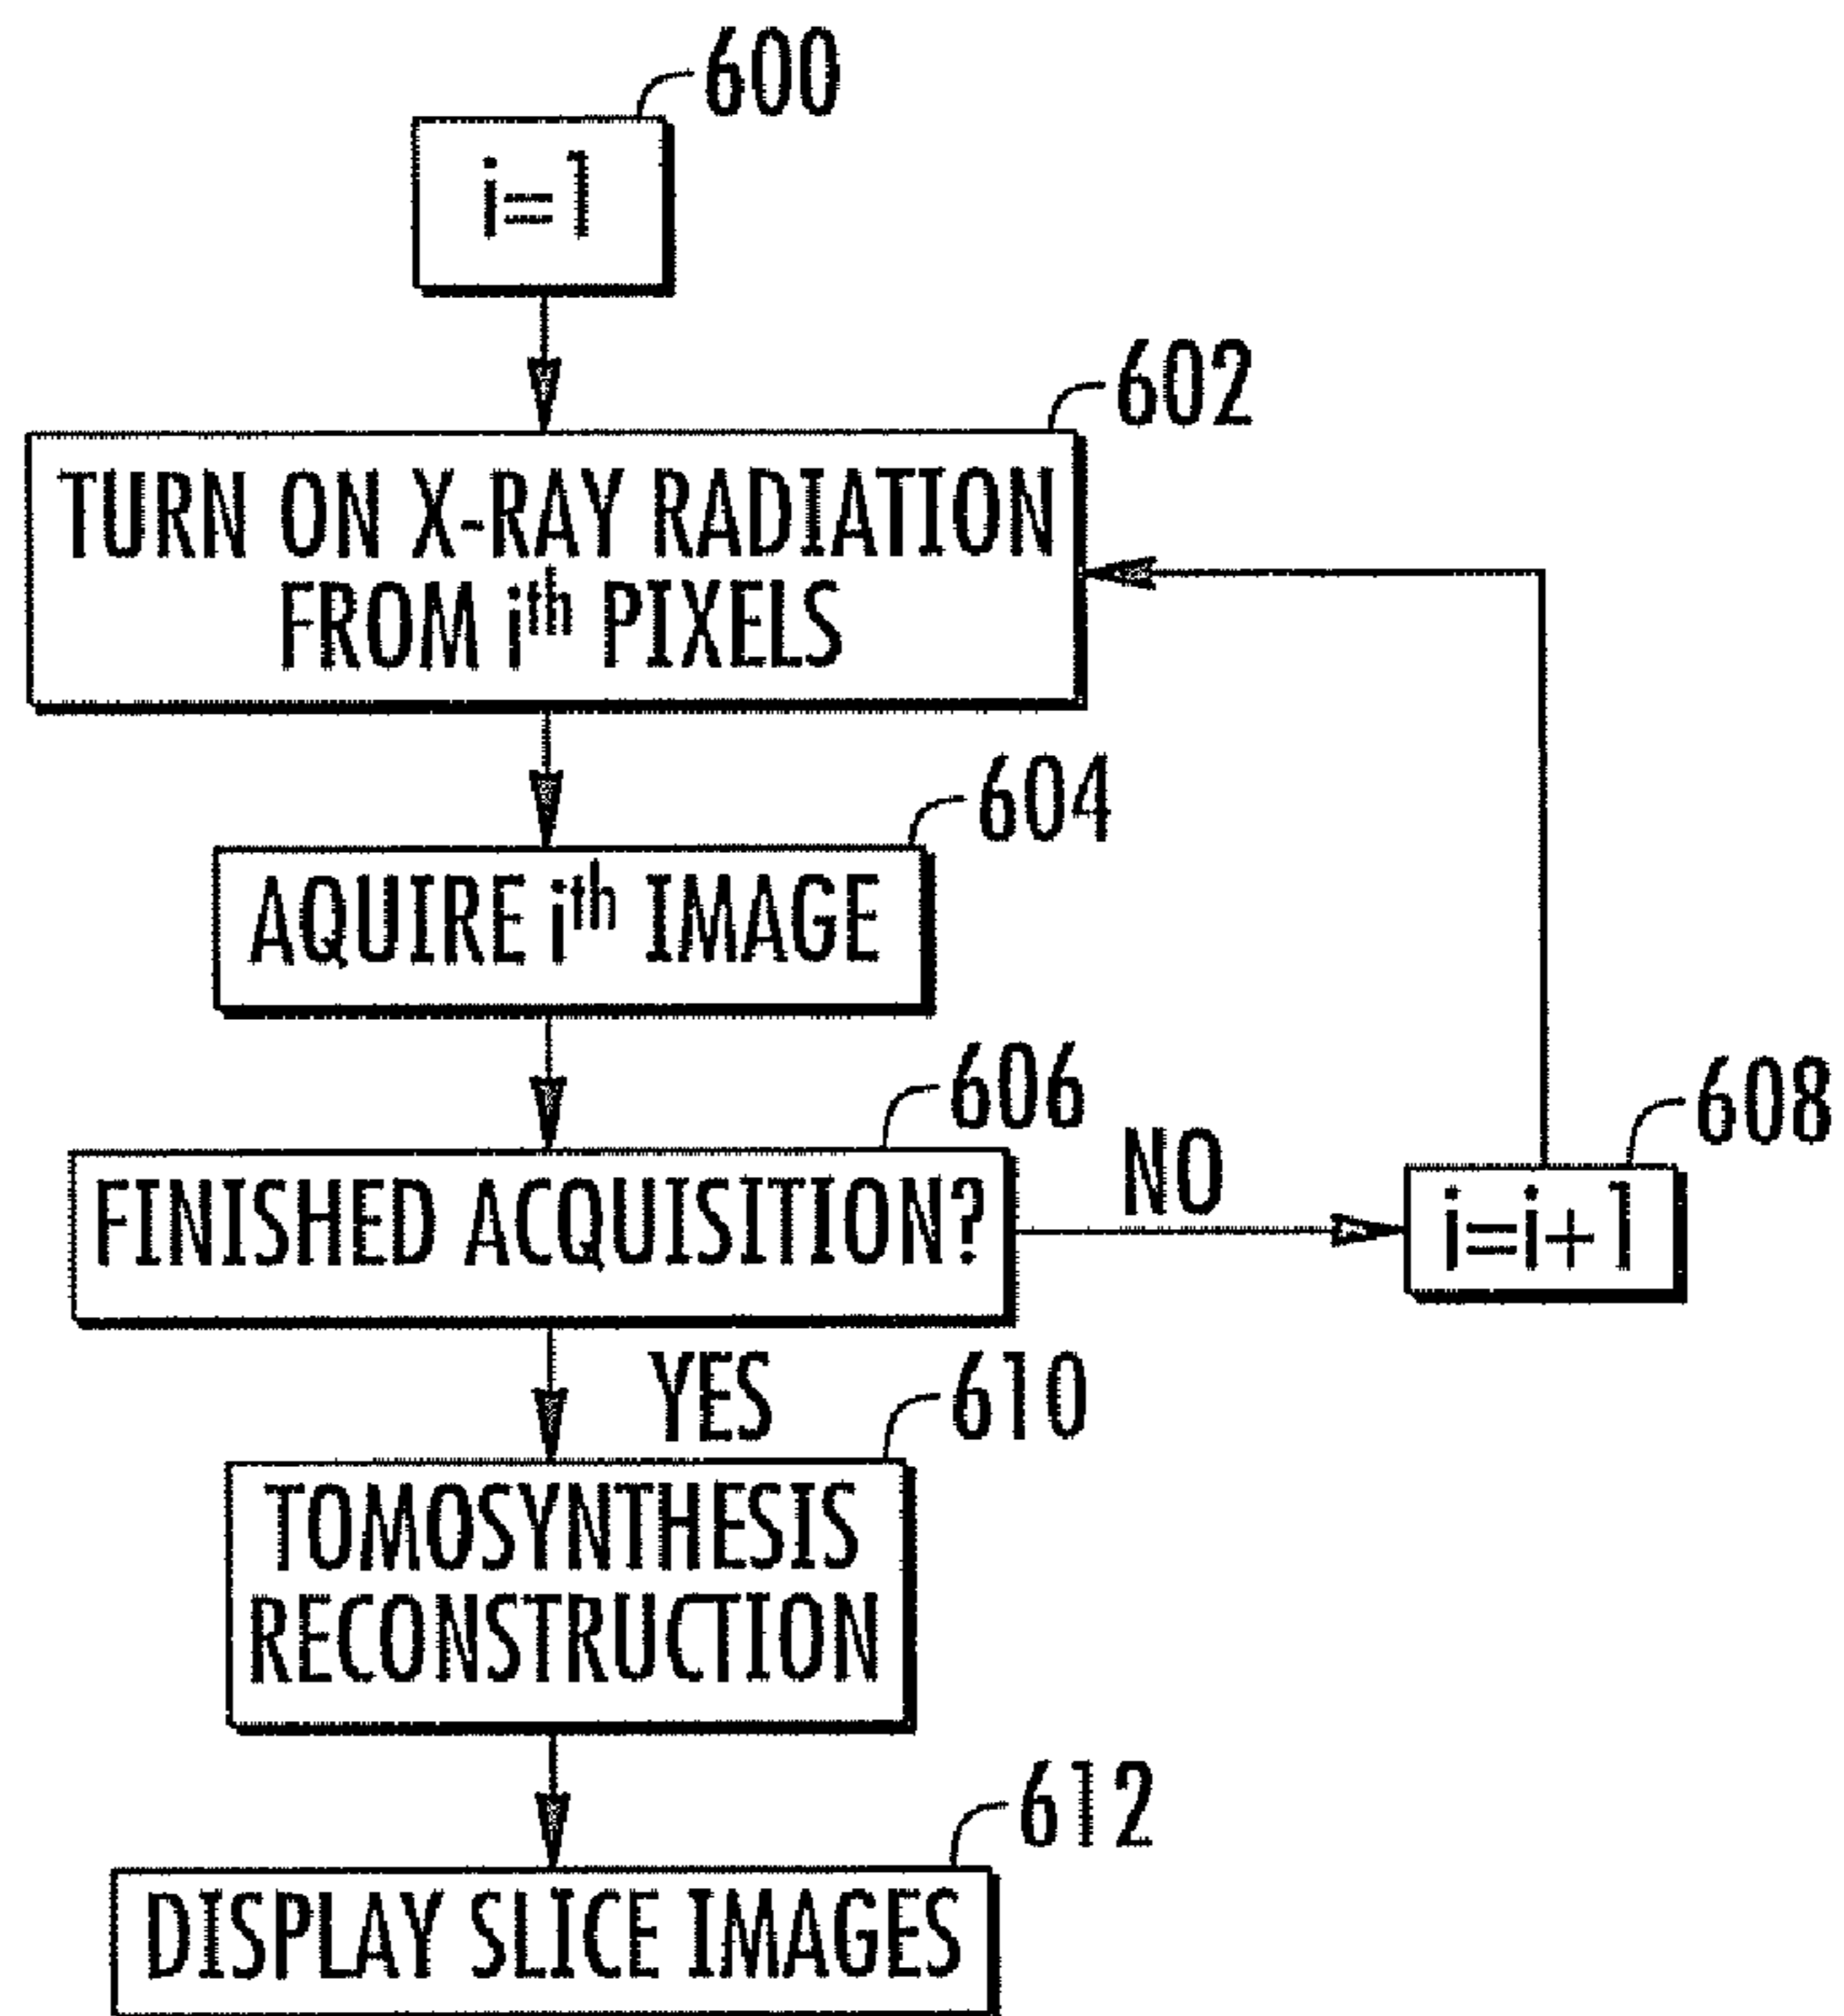 600
i=1
602
TURN ON X-RAY RADIATION
FROM ith PIXELS
604
AQUIRE ith IMAGE
606
FINISHED ACQUISITION?
NO
608
i=i+1
YES
610
TOMOSYNTHESIS
RECONSTRUCTION
612
DISPLAY SLICE IMAGES